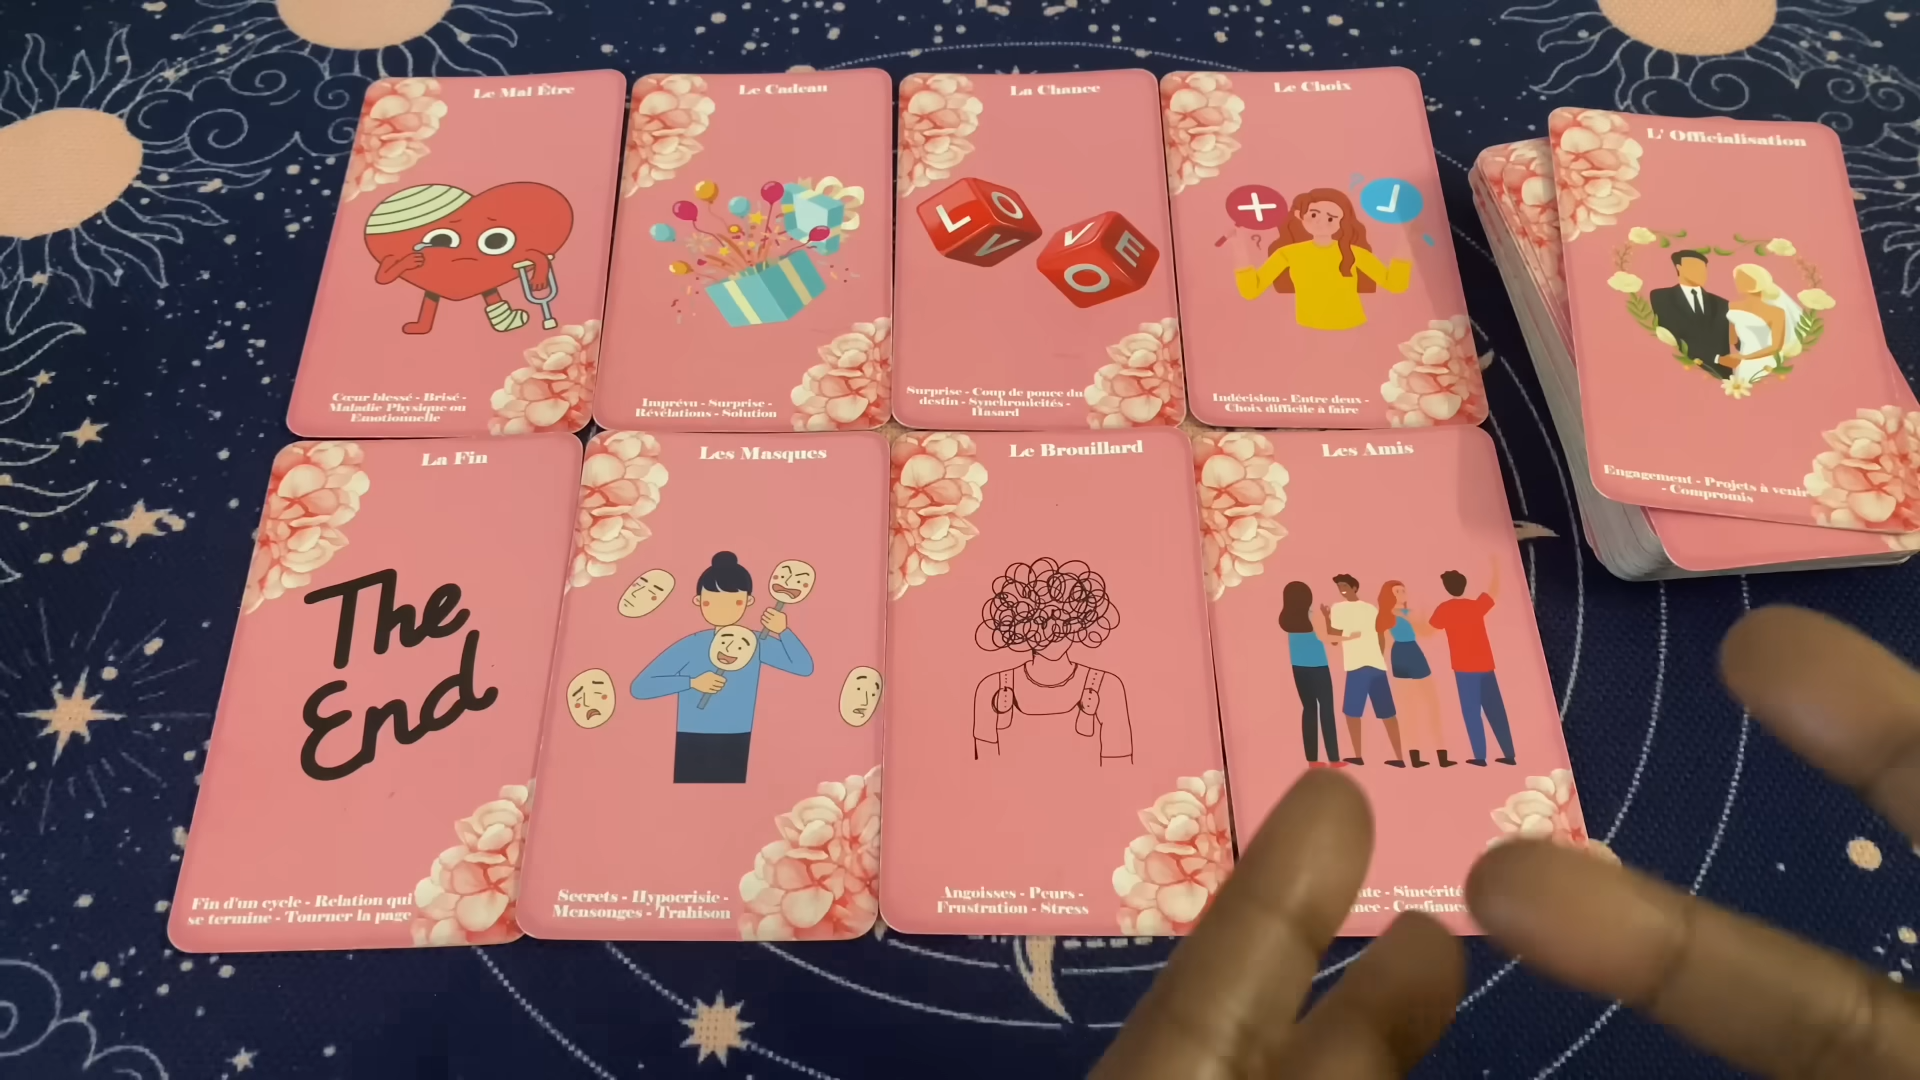 Le Mal Être
Cœur blessé - Brisé -
Maladie Physique ou
Emotionnelle
Le Cadeau
Imprévu - Surprise -
Révélations - Solution
La Chance
L O V
V E O
Surprise - Coup de pouce du
destin - Synchronicités -
Hasard
Le Choix
Indécision - Entre deux -
Choix difficile à faire
L' Officialisation
Engagement - Projets à venir
- Compromis
La Fin
The
End
Fin d'un cycle - Relation qui
se termine - Tourner la page
Les Masques
Secrets - Hypocrisie -
Mensonges - Trahison
Le Brouillard
Angoisses - Peurs -
Frustration - Stress
Les Amis
- Sincérité
- Confiance